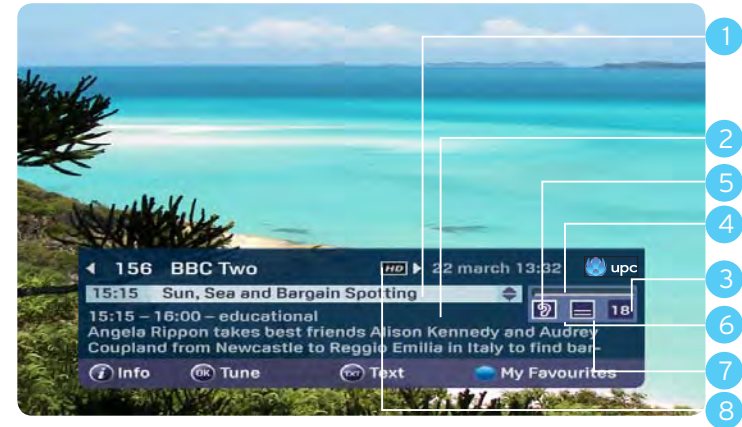 1
2
5
4
156 BBC Two HD 22 march 13:32 upc
3
15:15 Sun, Sea and Bargain Spotting
18
15:15 – 16:00 – educational
6
Angela Rippon takes best friends Alison Kennedy and Audrey
Coupland from Newcastle to Reggio Emilia in Italy to find bar-
i Info OK Tune TXT Text My Favourites
7
8